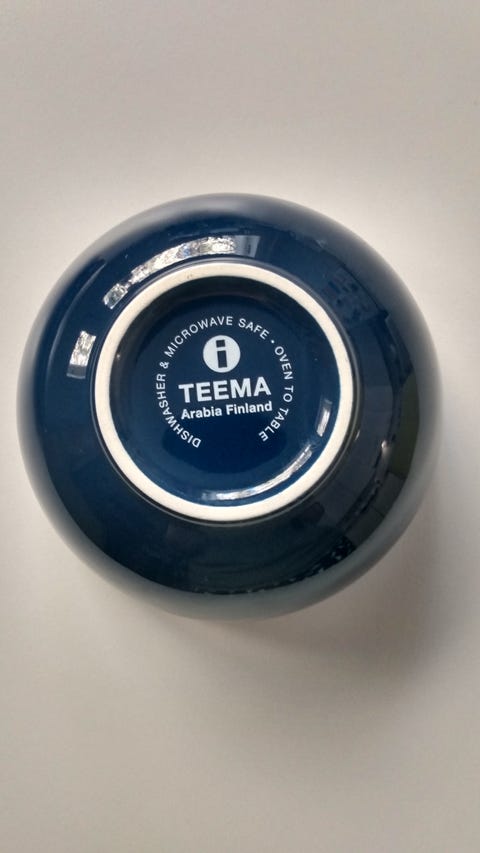 DISHWASHER & MICROWAVE SAFE • OVEN TO TABLE
i
TEEMA
Arabia Finland